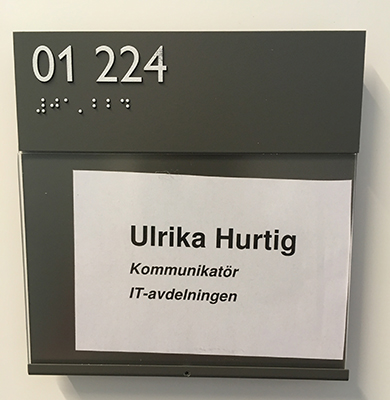 01 224
Ulrika Hurtig
Kommunikatör
IT-avdelningen